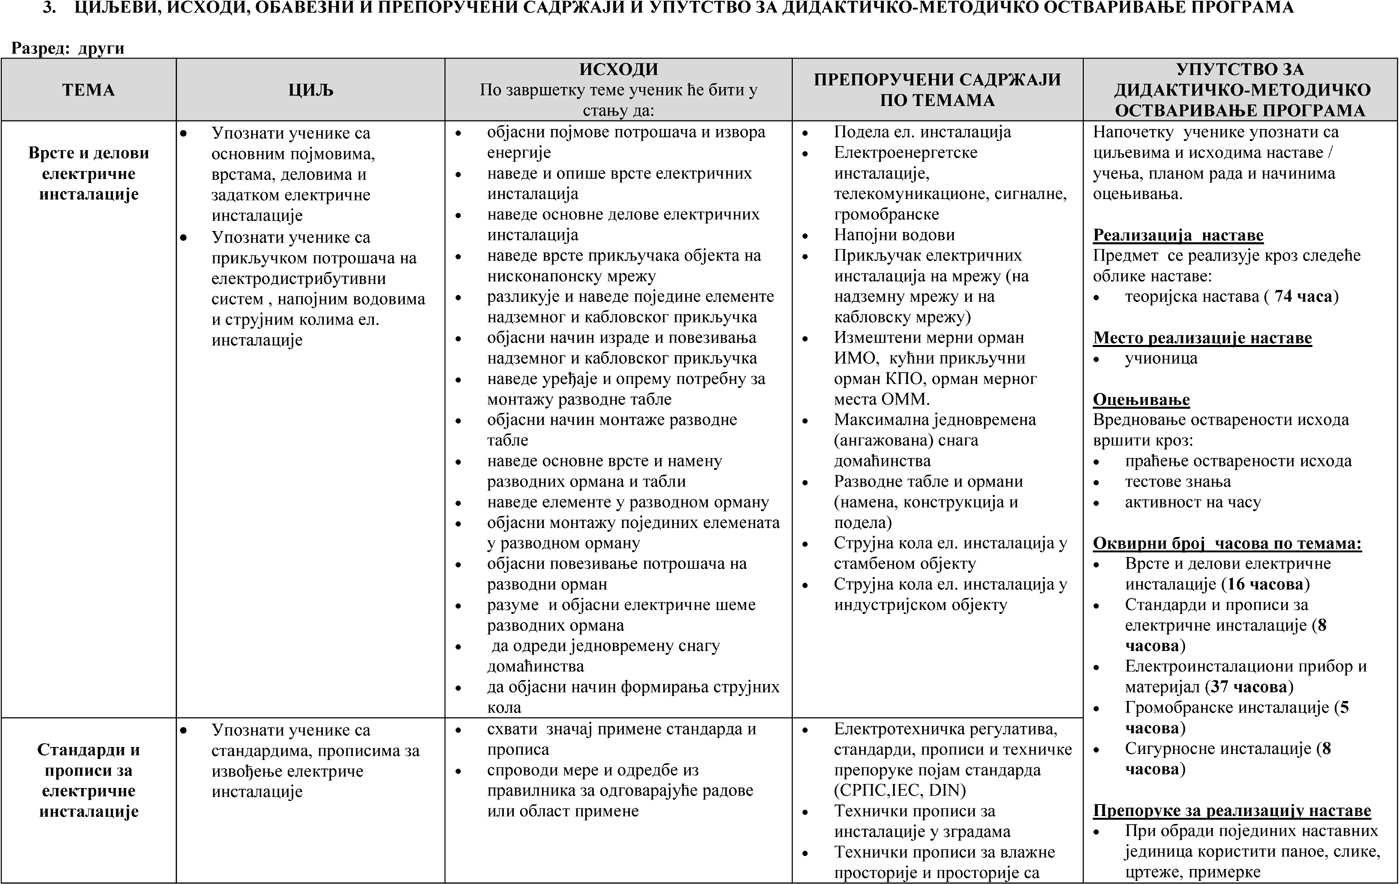 3. ЦИЉЕВИ, ИСХОДИ, ОБАВЕЗНИ И ПРЕПОРУЧЕНИ САДРЖАЈИ И УПУТСТВО ЗА ДИДАКТИЧКО-МЕТОДИЧКО ОСТВАРИВАЊЕ ПРОГРАМА
Разред: други
ТЕМА
ЦИЉ
ИСХОДИ
По завршетку теме ученик ће бити у
стању да:
ПРЕПОРУЧЕНИ САДРЖАЈИ
ПО ТЕМАМА
УПУТСТВО ЗА
ДИДАКТИЧКО-МЕТОДИЧКО
ОСТВАРИВАЊЕ ПРОГРАМА
Врсте и делови
електричне
инсталације
• Упознати ученике са
основним појмовима,
врстама, деловима и
задатком електричне
инсталације
• Упознати ученике са
прикључком потрошача на
електродистрибутивни
систем , напојним водовима
и струјним колима ел.
инсталације
• објасни појмове потрошача и извора
енергије
• наведе и опише врсте електричних
инсталација
• наведе основне делове електричних
инсталација
• наведе врсте прикључака објекта на
нисконапонску мрежу
• разликује и наведе поједине елементе
надземног и кабловског прикључка
• објасни начин израде и повезивања
надземног и кабловског прикључка
• наведе уређаје и опрему потребну за
монтажу разводне табле
• објасни начин монтаже разводне
табле
• наведе основне врсте и намену
разводних ормана и табли
• наведе елементе у разводном орману
• објасни монтажу појединих елемената
у разводном орману
• објасни повезивање потрошача на
разводни орман
• разуме и објасни електричне шеме
разводних ормана
• да одреди једновремену снагу
домаћинства
• да објасни начин формирања струјних
кола
• Подела ел. инсталација
• Електроенергетске
инсталације,
телекомуникационе, сигналне,
громобранске
• Напојни водови
• Прикључак електричних
инсталација на мрежу (на
надземну мрежу и на
кабловску мрежу)
• Измештени мерни орман
ИМО, кућни прикључни
орман КПО, орман мерног
места ОММ.
• Максимална једновремена
(ангажована) снага
домаћинства
• Разводне табле и ормани
(намена, конструкција и
подела)
• Струјна кола ел. инсталација у
стамбеном објекту
• Струјна кола ел. инсталација у
индустријском објекту
Напочетку ученике упознати са
циљевима и исходима наставе /
учења, планом рада и начинима
оцењивања.
Реализација наставе
Предмет се реализује кроз следеће
облике наставе:
• теоријска настава ( 74 часа)
Место реализације наставе
• учионица
Оцењивање
Вредновање остварености исхода
вршити кроз:
• праћење остварености исхода
• тестове знања
• активност на часу
Оквирни број часова по темама:
• Врсте и делови електричне
инсталације (16 часова)
• Стандарди и прописи за
електричне инсталације (8
часова)
• Електроинсталациони прибор и
материјал (37 часова)
• Громобранске инсталације (5
часова)
• Сигурносне инсталације (8
часова)
Препоруке за реализацију наставе
• При обради појединих наставних
јединица користити паное, слике,
цртеже, примерке
Стандарди и
прописи за
електричне
инсталације
• Упознати ученике са
стандардима, прописима за
извођење електриче
инсталације
• схвати значај примене стандарда и
прописа
• спроводи мере и одредбе из
правилника за одговарајуће радове
или област примене
• Електротехничка регулатива,
стандарди, прописи и техничке
препоруке појам стандарда
(СРПС,IEC, DIN)
• Технички прописи за
инсталације у зградама
• Технички прописи за влажне
просторије и просторије са